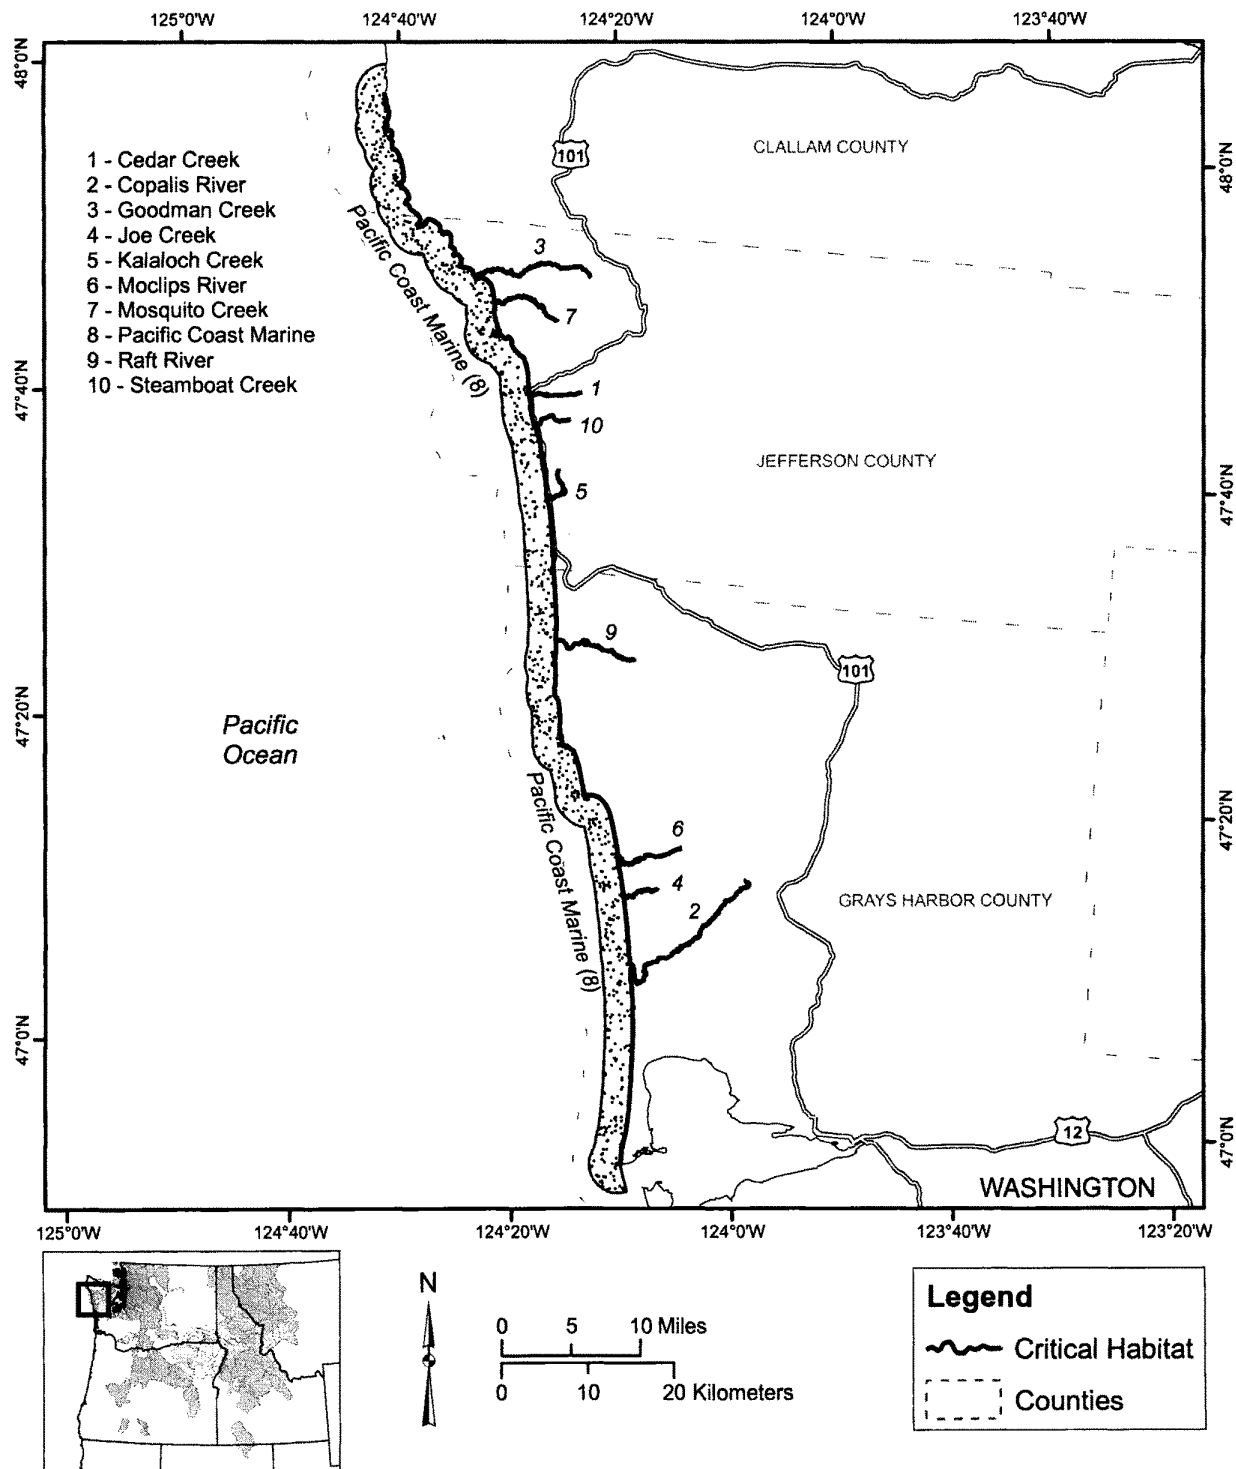 125°0'W 124°40'W 124°20'W 124°0'W 123°40'W
48°0'N
CLALLAM COUNTY
101
48°0'N
1 - Cedar Creek
2 - Copalis River
3 - Goodman Creek
4 - Joe Creek
5 - Kalaloch Creek
6 - Moclips River
7 - Mosquito Creek
8 - Pacific Coast Marine
9 - Raft River
10 - Steamboat Creek
Pacific Coast Marine (8)
3
7
47°40'N
1
10
JEFFERSON COUNTY
5
47°40'N
9
101
47°20'N
Pacific
Ocean
Pacific Coast Marine (8)
47°20'N
6
4
2
GRAYS HARBOR COUNTY
47°0'N
12
47°0'N
WASHINGTON
125°0'W 124°40'W 124°20'W 124°0'W 123°40'W 123°20'W
N
0 5 10 Miles
0 10 20 Kilometers
Legend
Critical Habitat
Counties